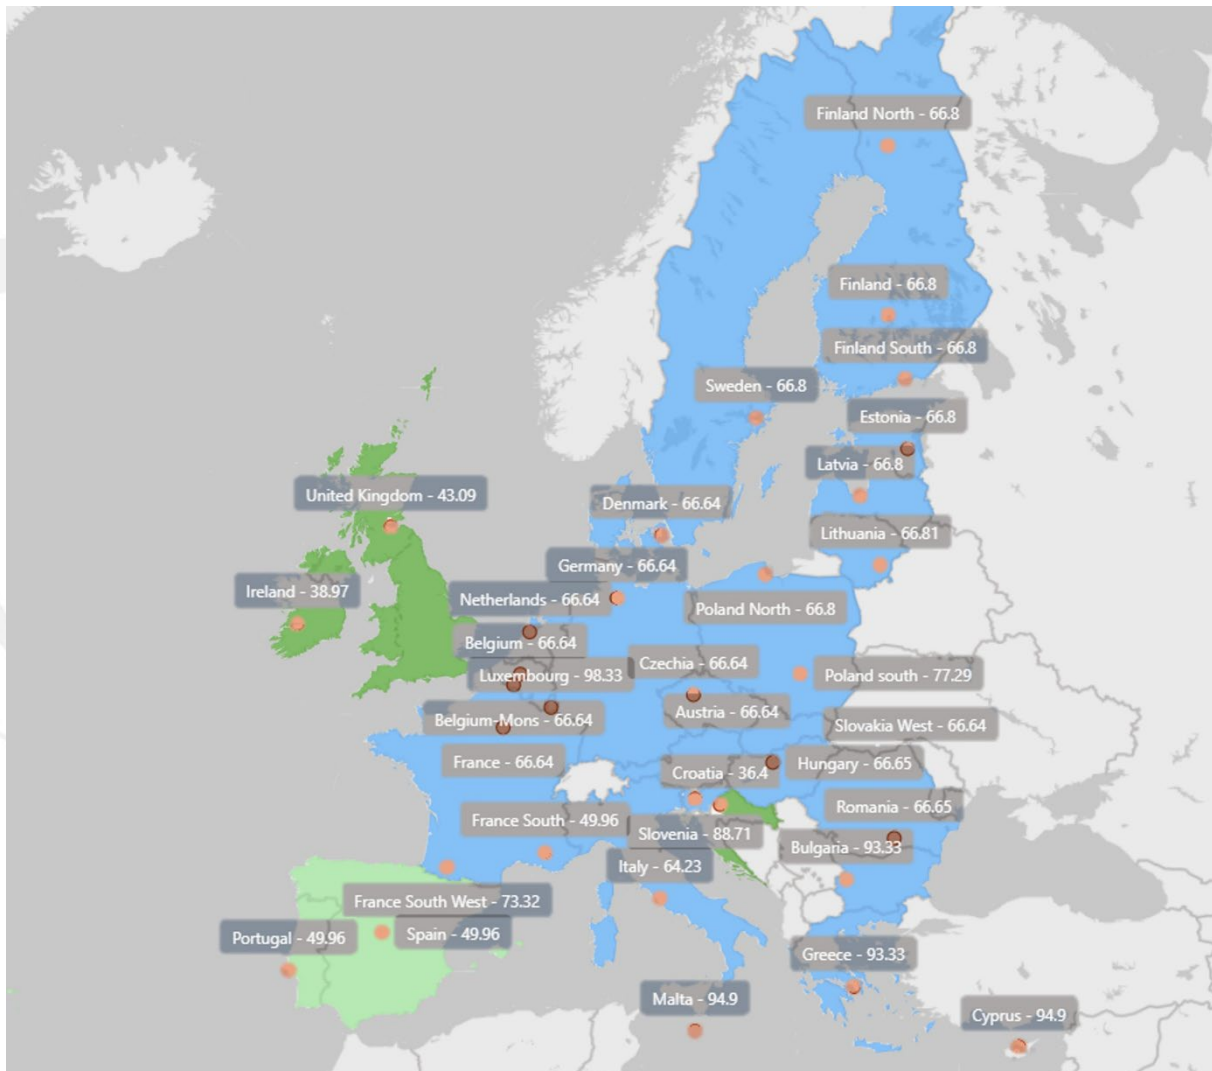 Finland North - 66.8
Finland - 66.8
Finland South - 66.8
Sweden - 66.8
Estonia - 66.8
Latvia - 66.8
United Kingdom - 43.09
Denmark - 66.64
Lithuania - 66.81
Germany - 66.64
Ireland - 38.97
Netherlands - 66.64
Poland North - 66.8
Belgium - 66.64
Czechia - 66.64
Luxembourg - 98.33
Poland south - 77.29
Austria - 66.64
Belgium-Mons - 66.64
Slovakia West - 66.64
France - 66.64
Hungary - 66.65
Croatia - 36.4
Romania - 66.65
France South - 49.96
Slovenia - 88.71
Bulgaria - 93.33
Italy - 64.23
France South West - 73.32
Portugal - 49.96
Spain - 49.96
Greece - 93.33
Malta - 94.9
Cyprus - 94.9